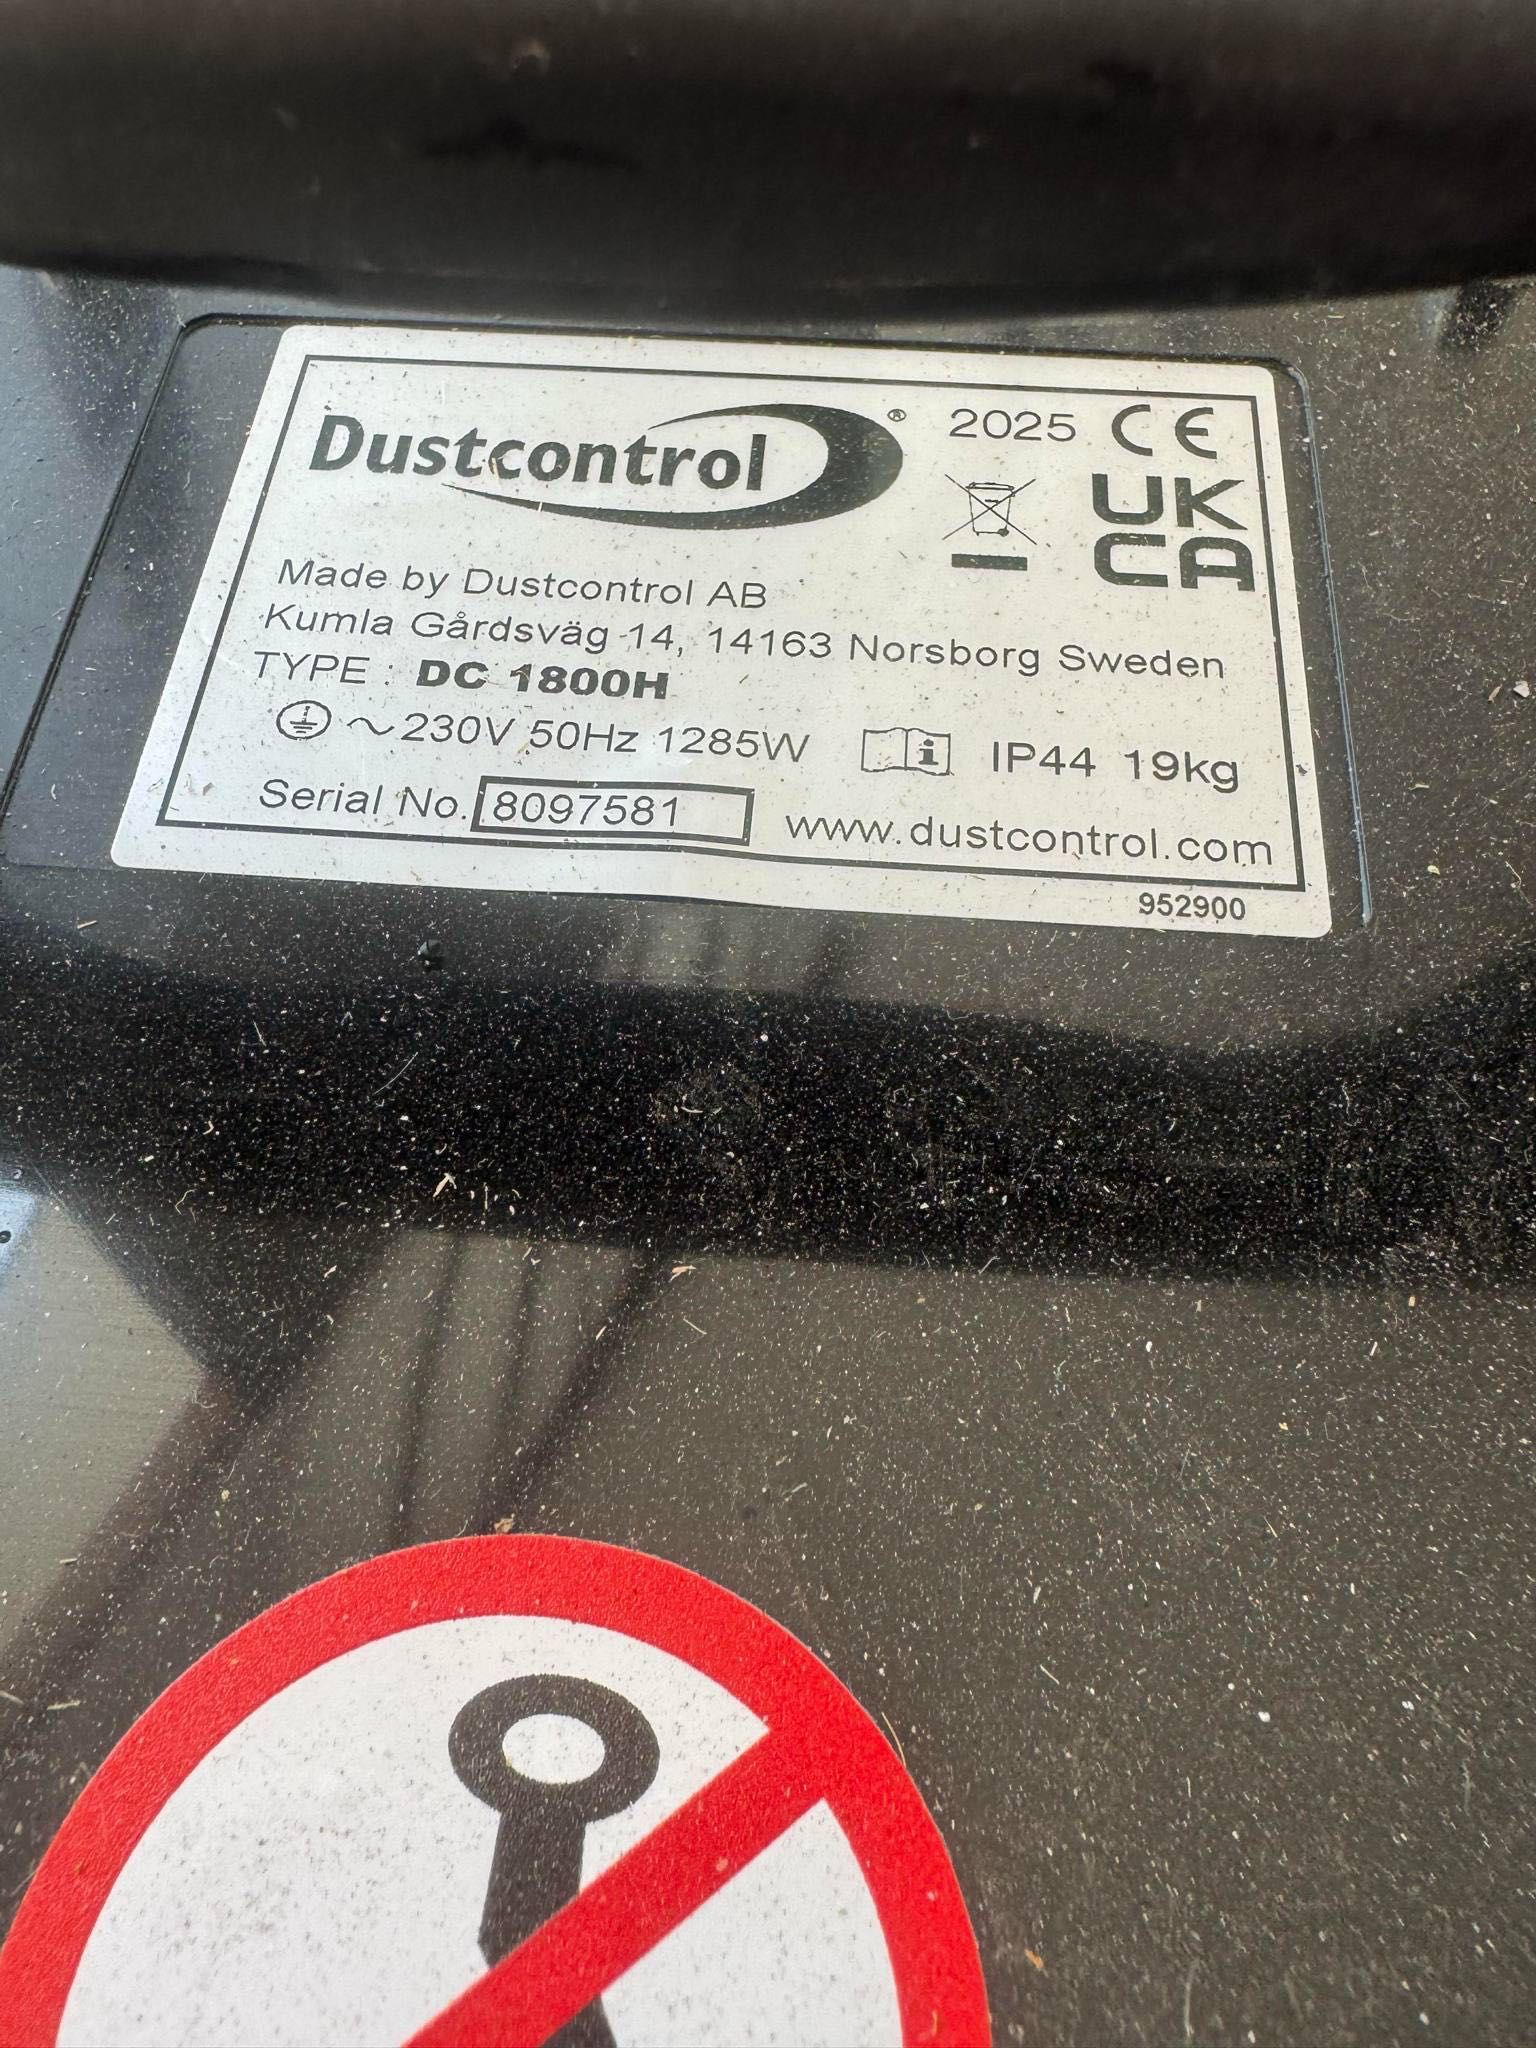 Dustcontrol ® 2025 CE
UK
CA
Made by Dustcontrol AB
Kumla Gårdsväg 14, 14163 Norsborg Sweden
TYPE : DC 1800H
~230V 50Hz 1285W i IP44 19kg
Serial No. 8097581
www.dustcontrol.com
952900